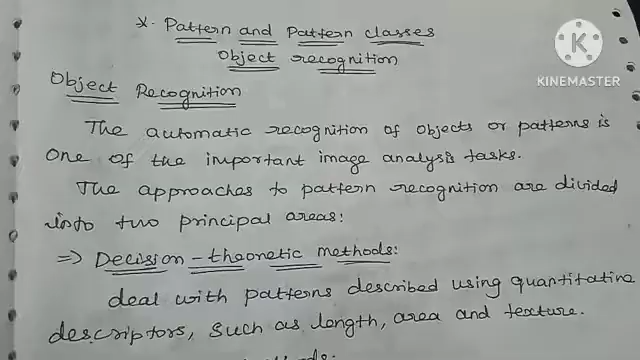 *. Pattern and Pattern classes
Object recognition
KINEMASTER
Object Recognition
The automatic recognition of objects or patterns is
one of the important image analysis tasks.
The approaches to pattern recognition are divided
into two principal areas:
=> Decision-theoretic methods:
deal with patterns described using quantitative
descriptors, such as length, area and texture.